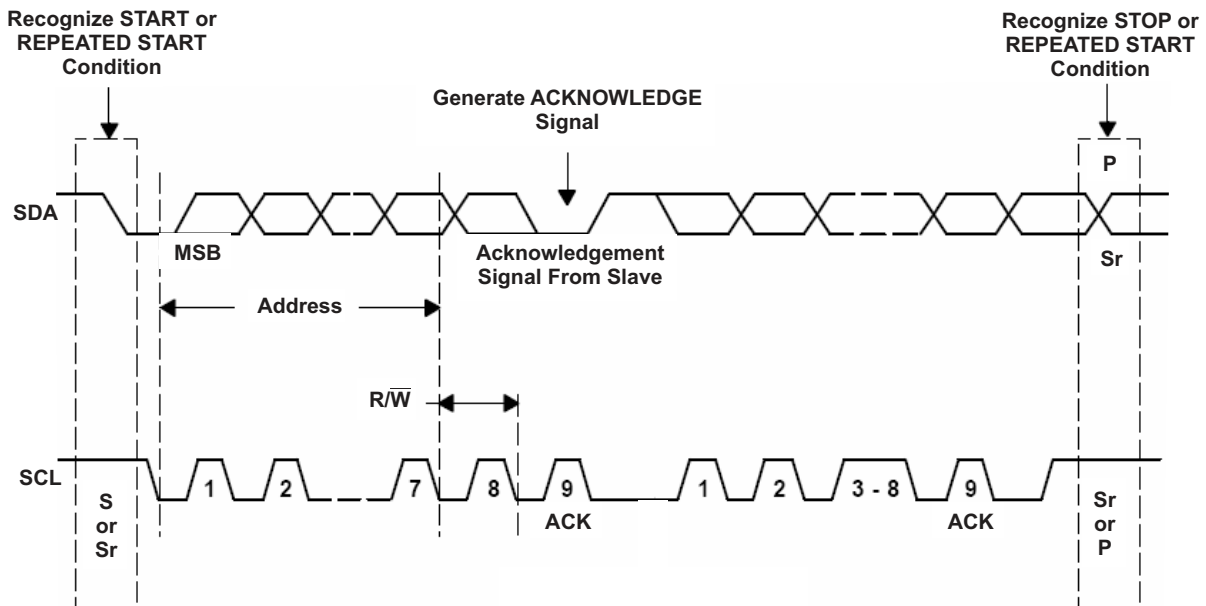 Recognize START or
REPEATED START
Condition
Recognize STOP or
REPEATED START
Condition
Generate ACKNOWLEDGE
Signal
P
SDA
MSB
Acknowledgement
Signal From Slave
Sr
Address
R/W̅
SCL
1
2
7
8
9
1
2
3 - 8
9
S
or
Sr
ACK
ACK
Sr
or
P